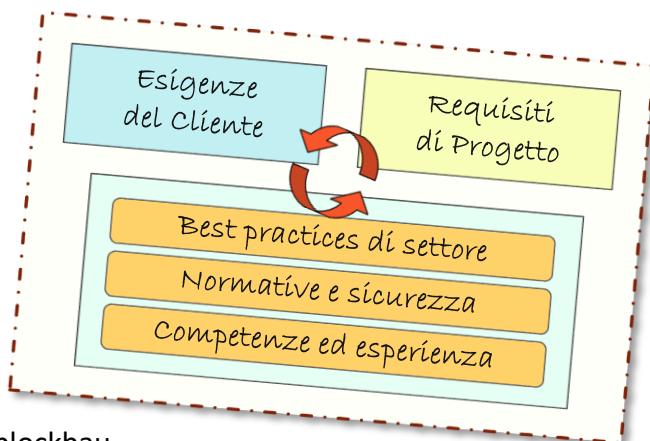 Esigenze
del Cliente
Requisiti
di Progetto
Best practices di settore
Normative e sicurezza
Competenze ed esperienza